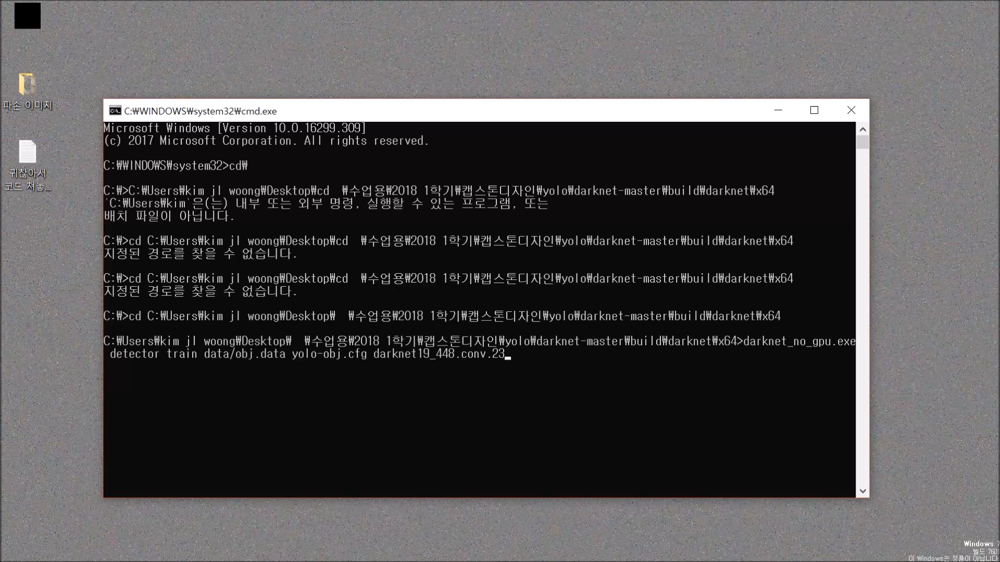 파손 이미지
귀찮아서
코드 쳐놓...
C:₩WINDOWS₩system32₩cmd.exe
Microsoft Windows [Version 10.0.16299.309]
(c) 2017 Microsoft Corporation. All rights reserved.
C:₩WINDOWS₩system32>cd₩
C:₩>C:₩Users₩kim jl woong₩Desktop₩cd  ₩수업용₩2018 1학기₩캡스톤디자인₩yolo₩darknet-master₩build₩darknet₩x64
'C:₩Users₩kim'은(는) 내부 또는 외부 명령, 실행할 수 있는 프로그램, 또는
배치 파일이 아닙니다.
C:₩>cd C:₩Users₩kim jl woong₩Desktop₩cd  ₩수업용₩2018 1학기₩캡스톤디자인₩yolo₩darknet-master₩build₩darknet₩x64
지정된 경로를 찾을 수 없습니다.
C:₩>cd C:₩Users₩kim jl woong₩Desktop₩cd  ₩수업용₩2018 1학기₩캡스톤디자인₩yolo₩darknet-master₩build₩darknet₩x64
지정된 경로를 찾을 수 없습니다.
C:₩>cd C:₩Users₩kim jl woong₩Desktop₩  ₩수업용₩2018 1학기₩캡스톤디자인₩yolo₩darknet-master₩build₩darknet₩x64
C:₩Users₩kim jl woong₩Desktop₩  ₩수업용₩2018 1학기₩캡스톤디자인₩yolo₩darknet-master₩build₩darknet₩x64>darknet_no_gpu.exe
detector train data/obj.data yolo-obj.cfg darknet19_448.conv.23
Windows 7
빌드 7601
이 Windows는 정품이 아닙니다